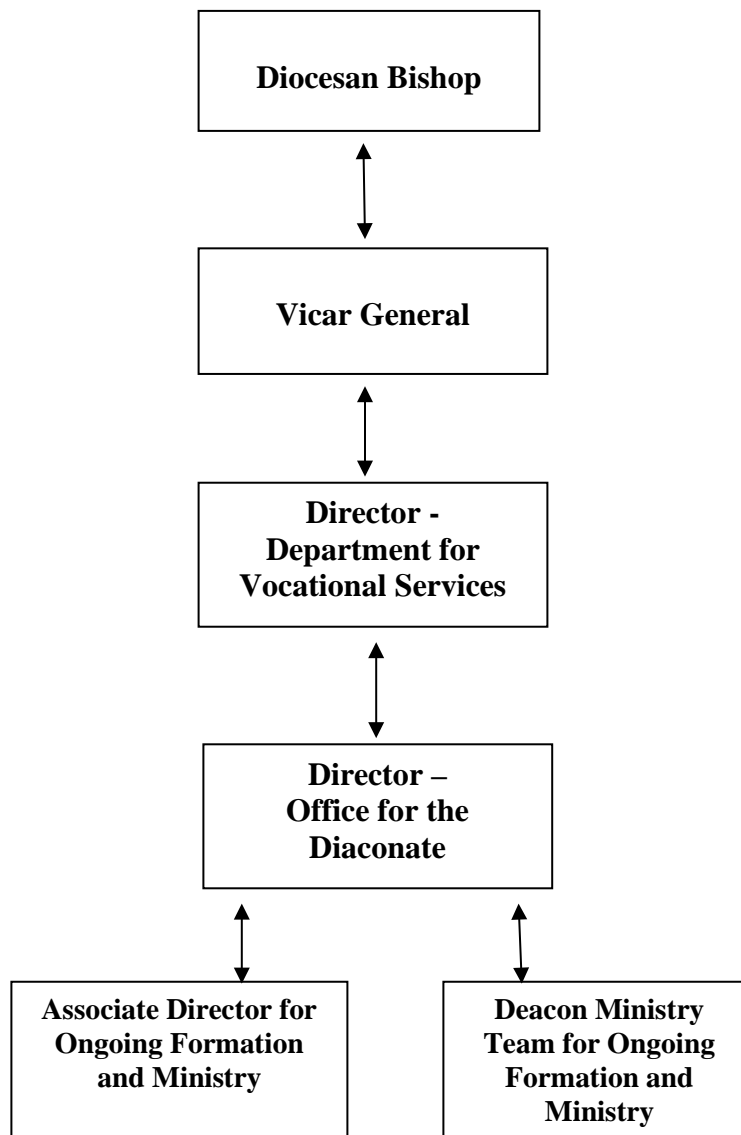 Diocesan Bishop
Vicar General
Director -
Department for
Vocational Services
Director –
Office for the
Diaconate
Associate Director for
Ongoing Formation
and Ministry
Deacon Ministry
Team for Ongoing
Formation and
Ministry